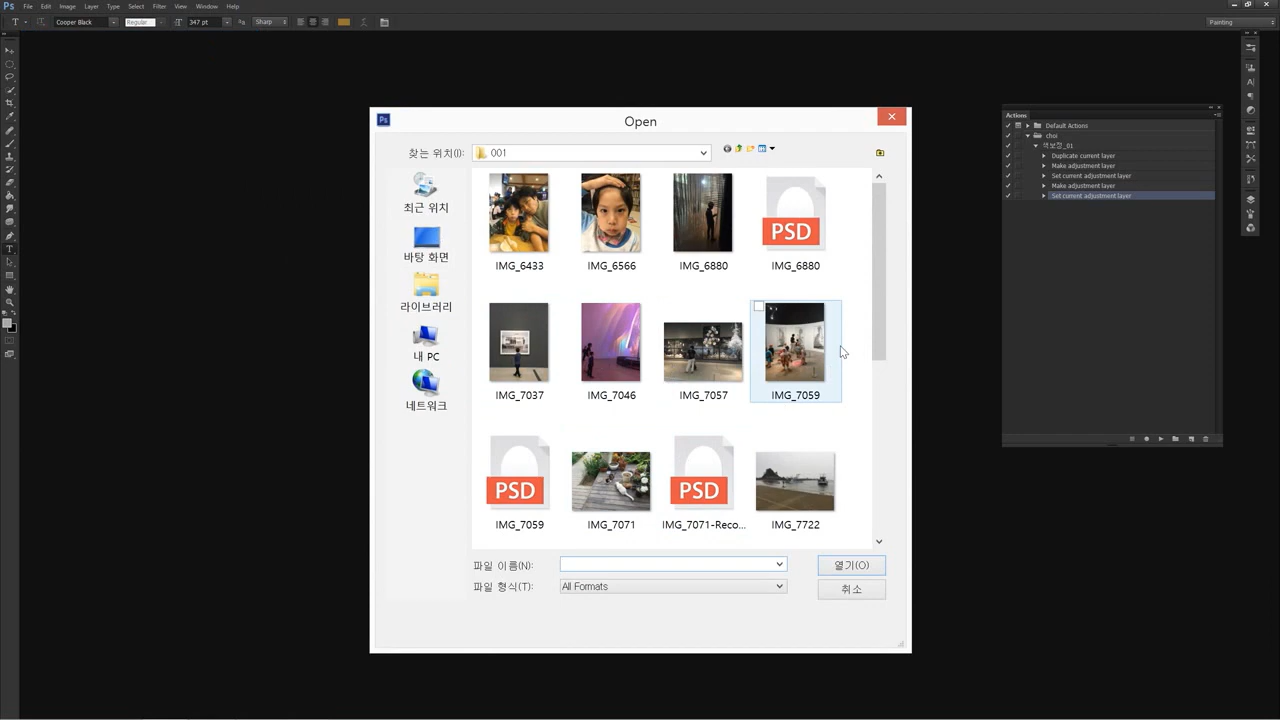 Ps File Edit Image Layer Type Select Filter View Window Help
T Cooper Black Regular 347 pt Sharp Painting
Open
찾는 위치(I): 001
최근 위치
바탕 화면
라이브러리
내 PC
네트워크
IMG_6433 IMG_6566 IMG_6880 PSD IMG_6880
IMG_7037 IMG_7046 IMG_7057 IMG_7059
PSD IMG_7059 IMG_7071 PSD IMG_7071-Reco... IMG_7722
파일 이름(N): 열기(O)
파일 형식(T): All Formats 취소
Actions
Default Actions
choi
색보정_01
Duplicate current layer
Make adjustment layer
Set current adjustment layer
Make adjustment layer
Set current adjustment layer